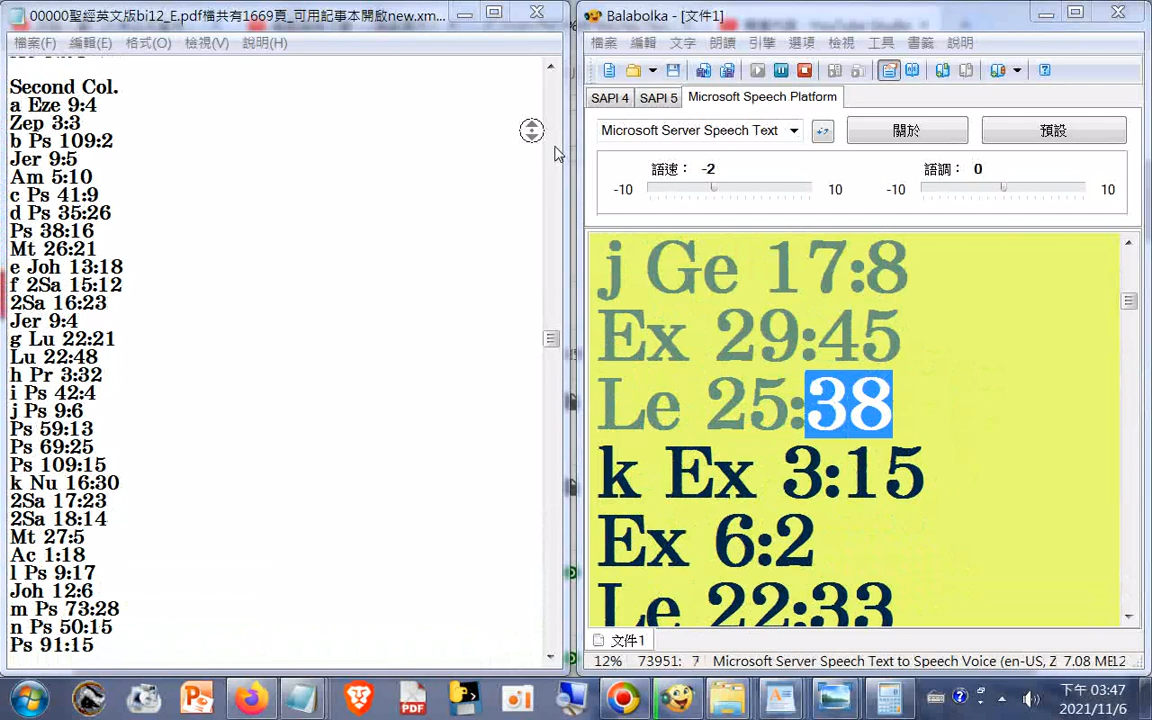 00000聖經英文版bi12_E.pdf檔共有1669頁_可用記事本開啟new.xm...
檔案(F) 編輯(E) 格式(O) 檢視(V) 說明(H)
Second Col.
a Eze 9:4
Zep 3:3
b Ps 109:2
Jer 9:5
Am 5:10
c Ps 41:9
d Ps 35:26
Ps 38:16
Mt 26:21
e Joh 13:18
f 2Sa 15:12
2Sa 16:23
Jer 9:4
g Lu 22:21
Lu 22:48
h Pr 3:32
i Ps 42:4
j Ps 9:6
Ps 59:13
Ps 69:25
Ps 109:15
k Nu 16:30
2Sa 17:23
2Sa 18:14
Mt 27:5
Ac 1:18
l Ps 9:17
Joh 12:6
m Ps 73:28
n Ps 50:15
Ps 91:15
Balabolka - [文件1]
檔案 編輯 文字 朗讀 引擎 選項 檢視 工具 書籤 說明
SAPI 4 SAPI 5 Microsoft Speech Platform
Microsoft Server Speech Text 關於 預設
語速： -2 語調： 0
-10 10 -10 10
j Ge 17:8
Ex 29:45
Le 25:38
k Ex 3:15
Ex 6:2
Le 22:33
文件1
12% 73951: 7 Microsoft Server Speech Text to Speech Voice (en-US, Z 7.08 ME
PDF
下午 03:47
2021/11/6